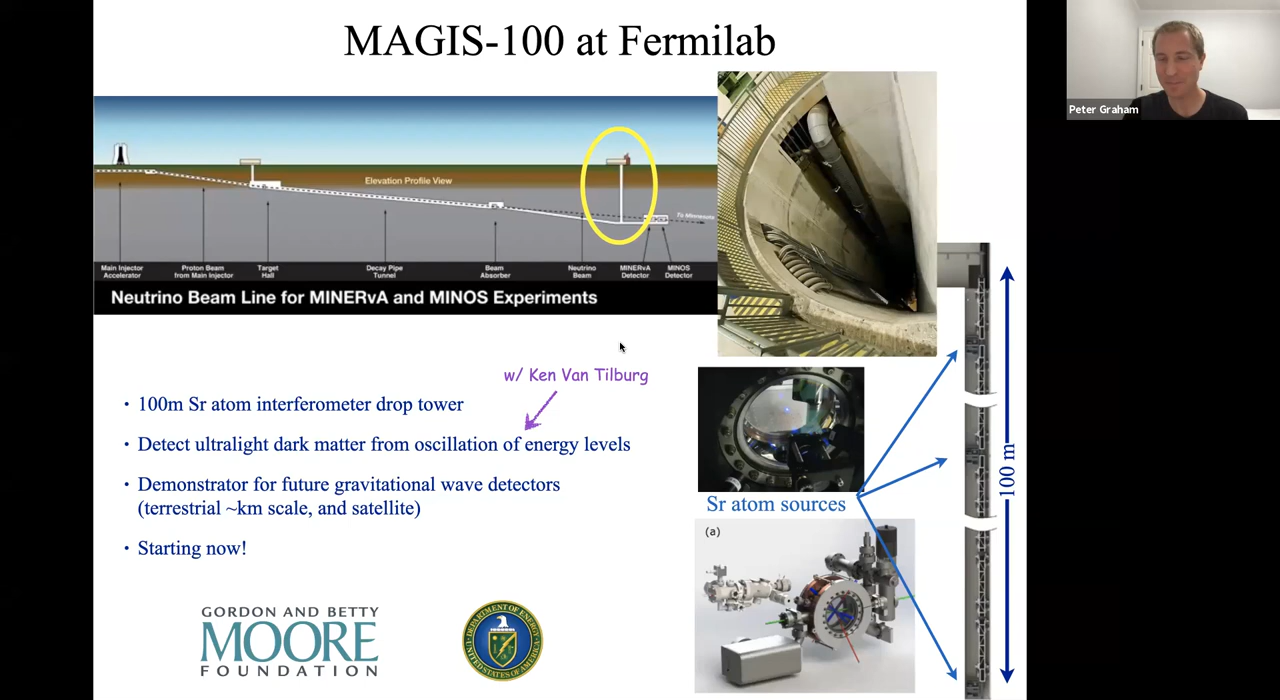 MAGIS-100 at Fermilab
Peter Graham
Elevation Profile View
To Minnesota
Main Injector
Accelerator
Proton Beam
from Main Injector
Target
Hall
Decay Pipe
Tunnel
Beam
Absorber
Neutrino
Beam
MINERvA
Detector
MINOS
Detector
Neutrino Beam Line for MINERvA and MINOS Experiments
w/ Ken Van Tilburg
• 100m Sr atom interferometer drop tower
• Detect ultralight dark matter from oscillation of energy levels
• Demonstrator for future gravitational wave detectors
(terrestrial ~km scale, and satellite)
• Starting now!
Sr atom sources
100 m
(a)
GORDON AND BETTY
MOORE
FOUNDATION
DEPARTMENT OF ENERGY
UNITED STATES OF AMERICA